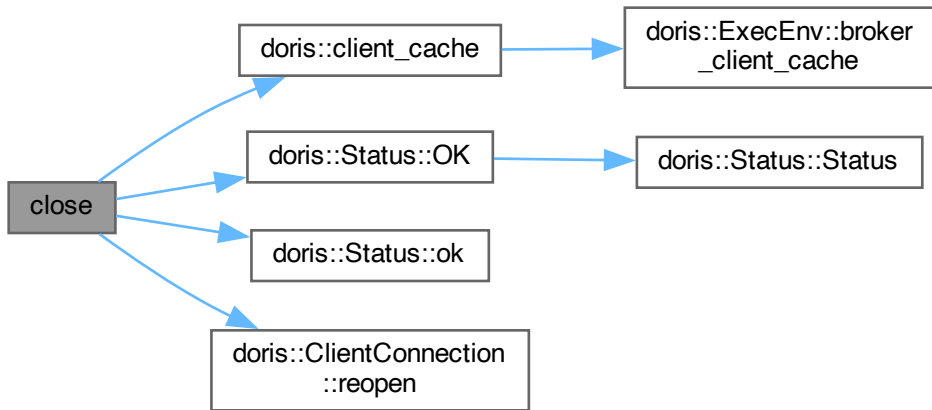 close
doris::client_cache
doris::ExecEnv::broker
_client_cache
doris::Status::OK
doris::Status::Status
doris::Status::ok
doris::ClientConnection
::reopen